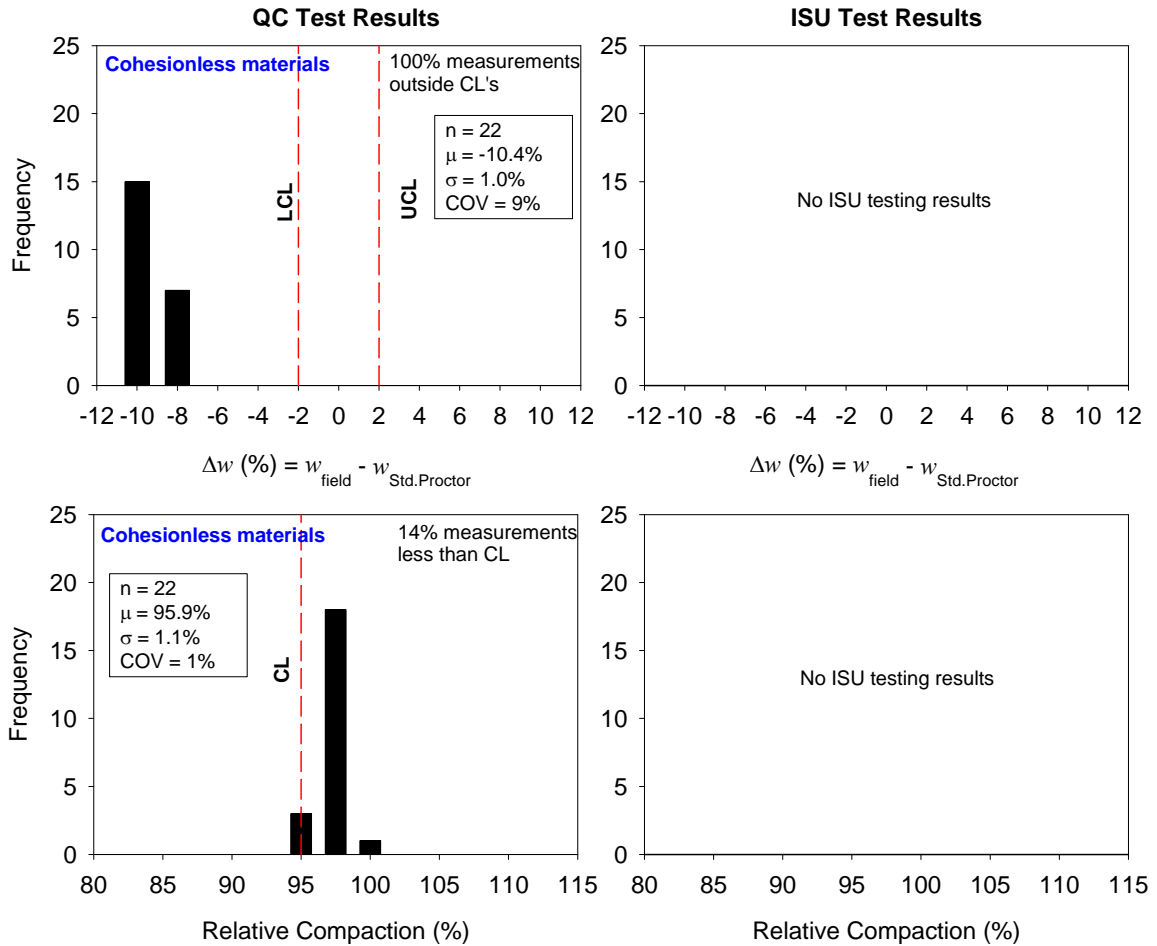 QC Test Results
ISU Test Results
25
20
15
10
5
0
Frequency
Cohesionless materials
100% measurements
outside CL's
n = 22
μ = -10.4%
σ = 1.0%
COV = 9%
LCL
UCL
-12 -10 -8 -6 -4 -2 0 2 4 6 8 10 12
Δw (%) = w_field - w_Std.Proctor
25
20
15
10
5
0
No ISU testing results
-12 -10 -8 -6 -4 -2 0 2 4 6 8 10 12
Δw (%) = w_field - w_Std.Proctor
25
20
15
10
5
0
Frequency
Cohesionless materials
14% measurements
less than CL
n = 22
μ = 95.9%
σ = 1.1%
COV = 1%
CL
80 85 90 95 100 105 110 115
Relative Compaction (%)
25
20
15
10
5
0
No ISU testing results
80 85 90 95 100 105 110 115
Relative Compaction (%)